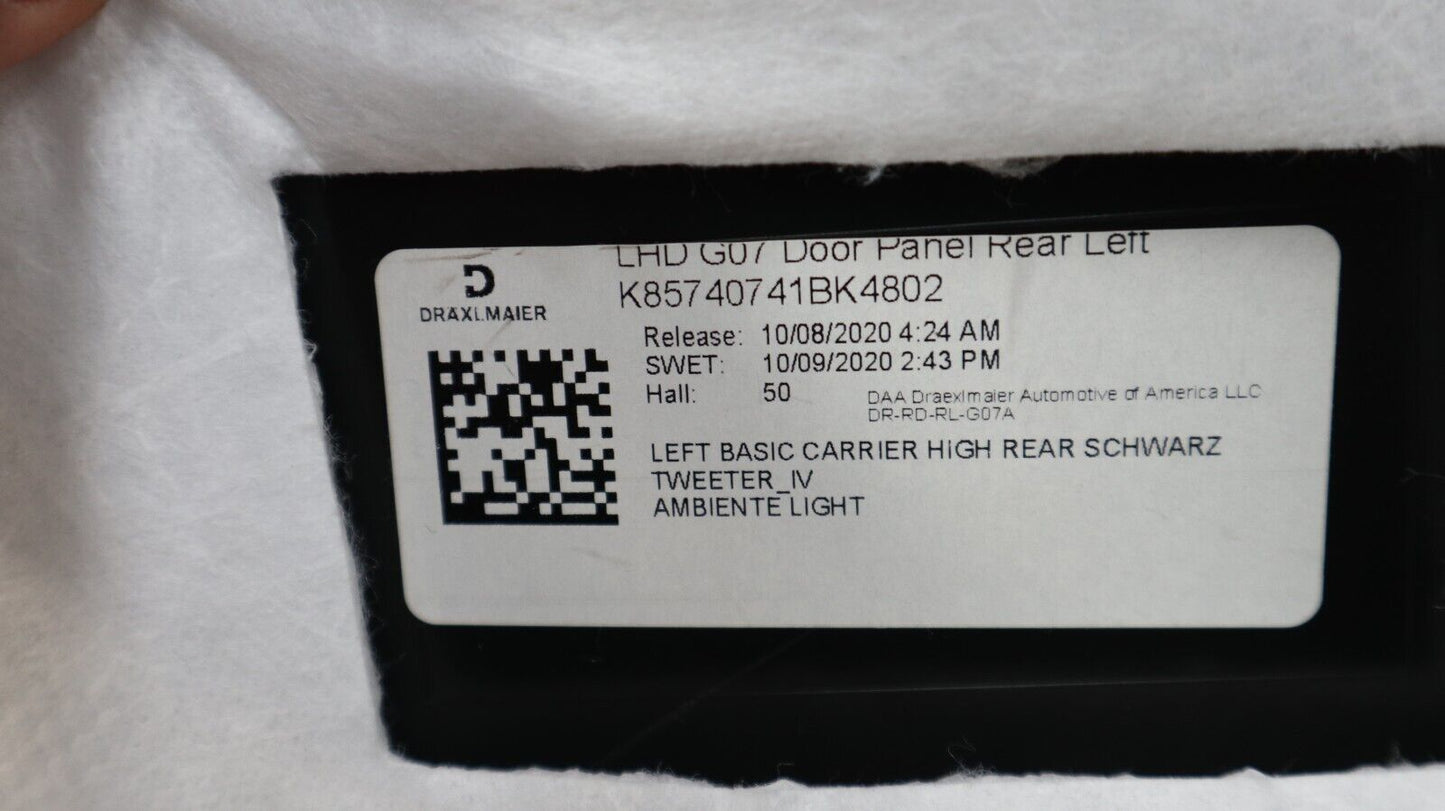 LHD G07 Door Panel Rear Left
K85740741BK4802
DRÄXLMAIER
Release: 10/08/2020 4:24 AM
SWET: 10/09/2020 2:43 PM
Hall: 50
DAA Draexlmaier Automotive of America LLC
DR-RD-RL-G07A
LEFT BASIC CARRIER HIGH REAR SCHWARZ
TWEETER_IV
AMBIENTE LIGHT